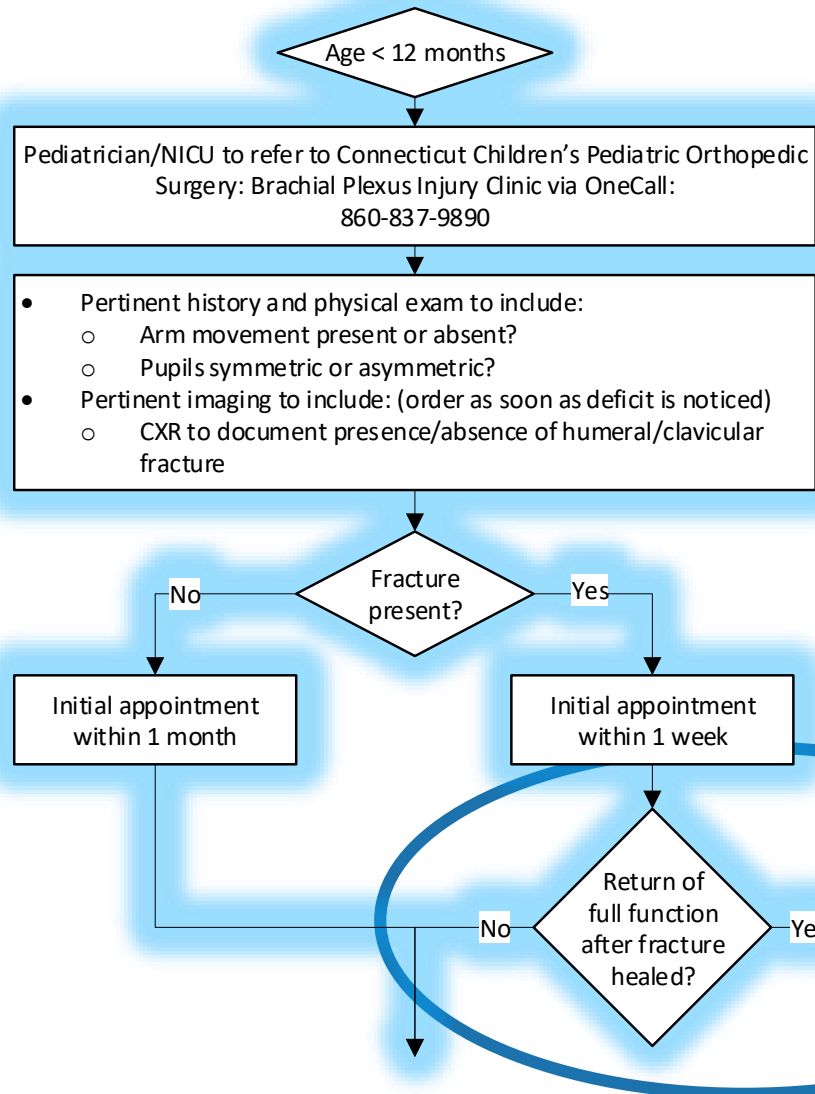 Age < 12 months
Pediatrician/NICU to refer to Connecticut Children's Pediatric Orthopedic
Surgery: Brachial Plexus Injury Clinic via OneCall:
860-837-9890
• Pertinent history and physical exam to include:
o Arm movement present or absent?
o Pupils symmetric or asymmetric?
• Pertinent imaging to include: (order as soon as deficit is noticed)
o CXR to document presence/absence of humeral/clavicular
fracture
Fracture
present?
No
Yes
Initial appointment
within 1 month
Initial appointment
within 1 week
Return of
full function
after fracture
healed?
No
Ye